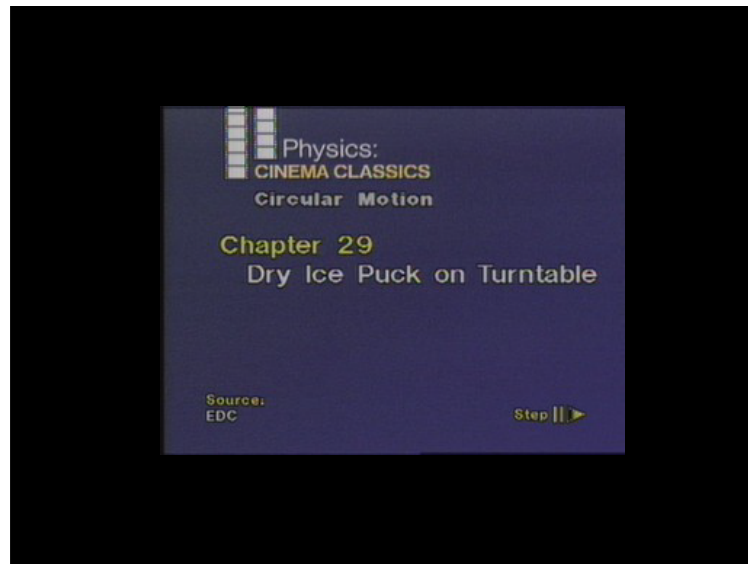 Physics:
CINEMA CLASSICS
Circular Motion
Chapter 29
Dry Ice Puck on Turntable
Source:
EDC
Step